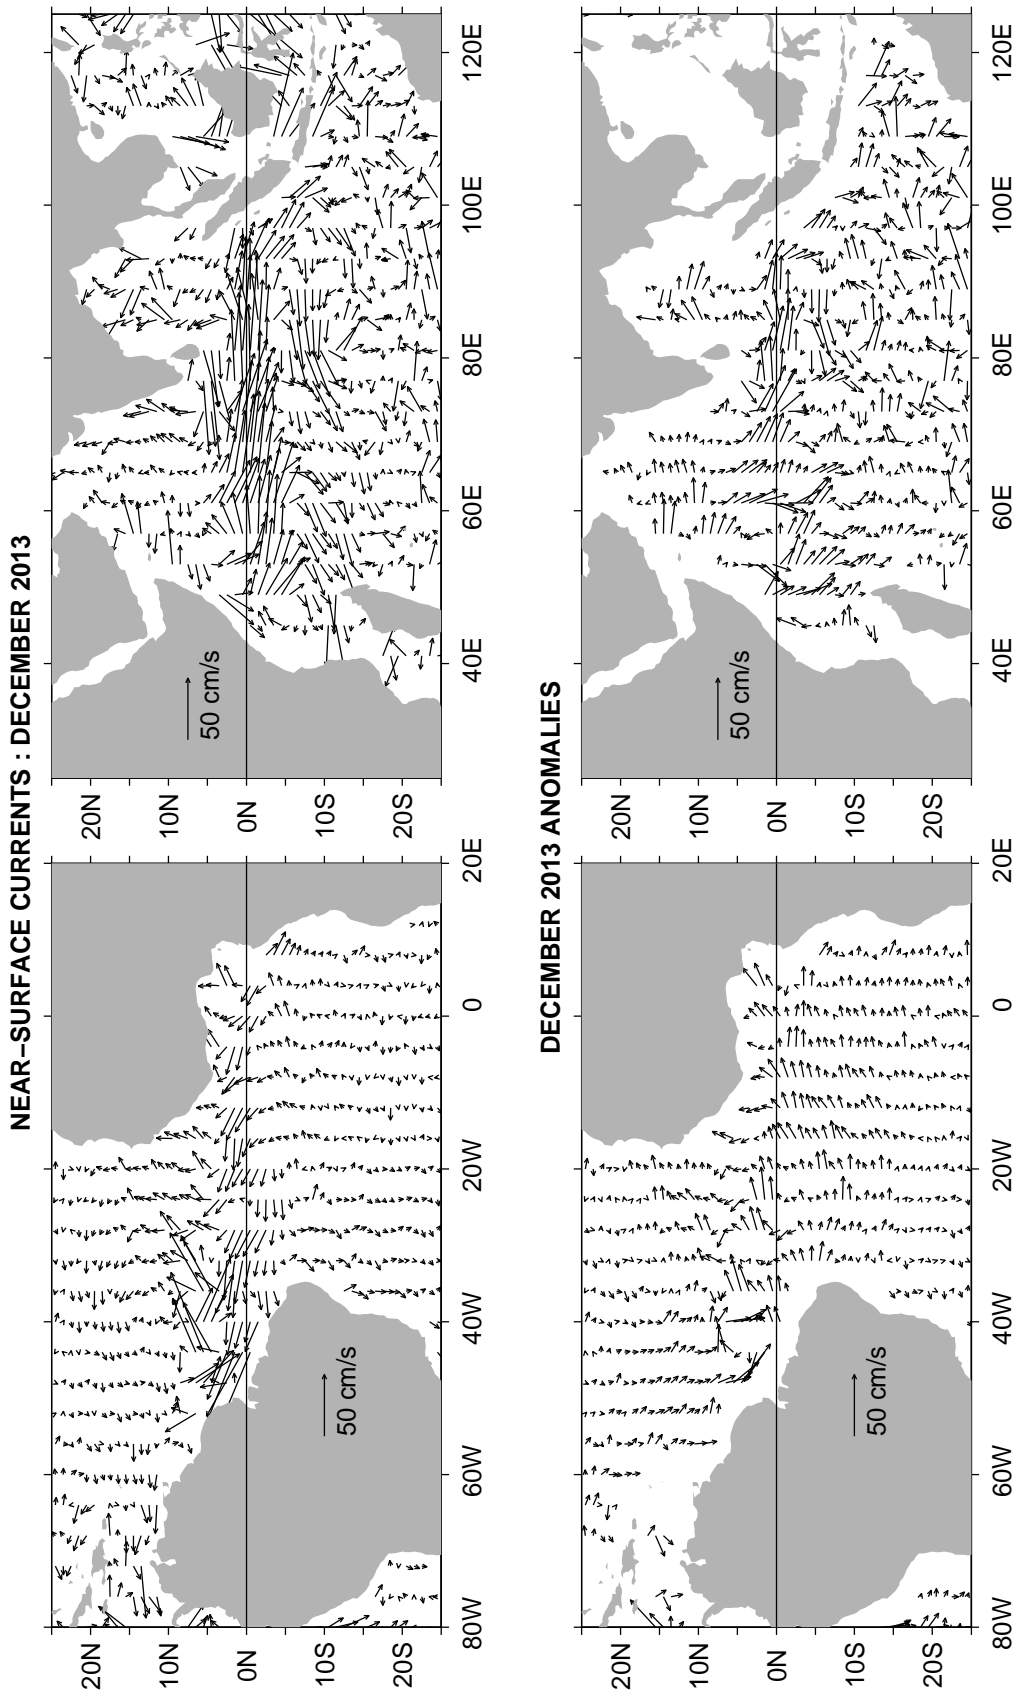 NEAR–SURFACE CURRENTS : DECEMBER 2013
20N
10N
0N
10S
20S
50 cm/s
80W
60W
40W
20W
0
20E
20N
10N
0N
10S
20S
50 cm/s
40E
60E
80E
100E
120E
DECEMBER 2013 ANOMALIES
20N
10N
0N
10S
20S
50 cm/s
80W
60W
40W
20W
0
20E
20N
10N
0N
10S
20S
50 cm/s
40E
60E
80E
100E
120E